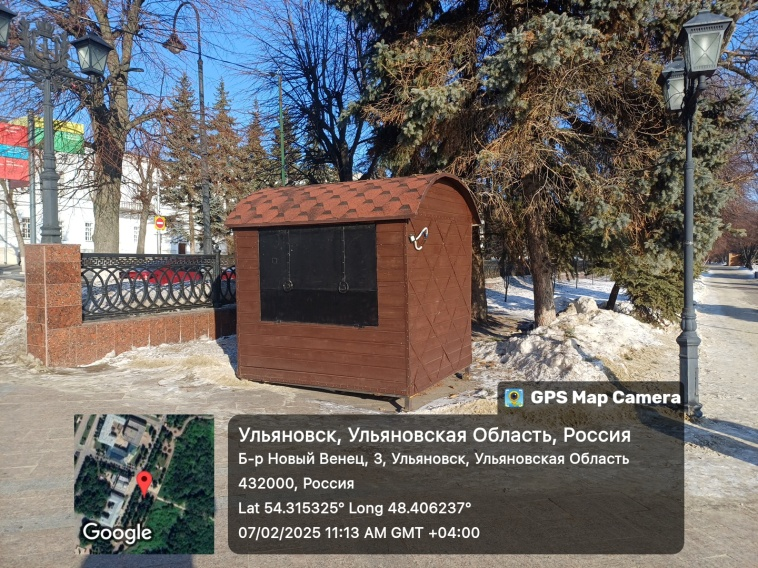 GPS Map Camera
Ульяновск, Ульяновская Область, Россия
Б-р Новый Венец, 3, Ульяновск, Ульяновская Область
432000, Россия
Lat 54.315325° Long 48.406237°
07/02/2025 11:13 AM GMT +04:00
Google